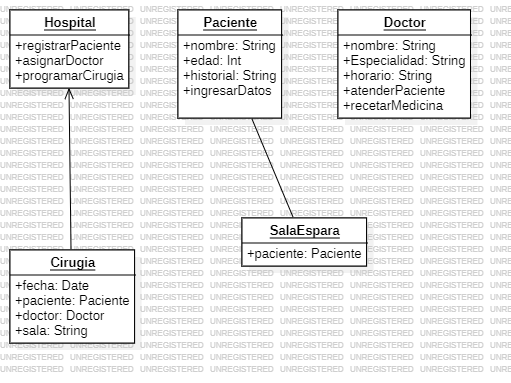 Hospital
+registrarPaciente
+asignarDoctor
+programarCirugia
Paciente
+nombre: String
+edad: Int
+historial: String
+ingresarDatos
Doctor
+nombre: String
+Especialidad: String
+horario: String
+atenderPaciente
+recetarMedicina
SalaEspara
+paciente: Paciente
Cirugia
+fecha: Date
+paciente: Paciente
+doctor: Doctor
+sala: String
UNREGISTERED